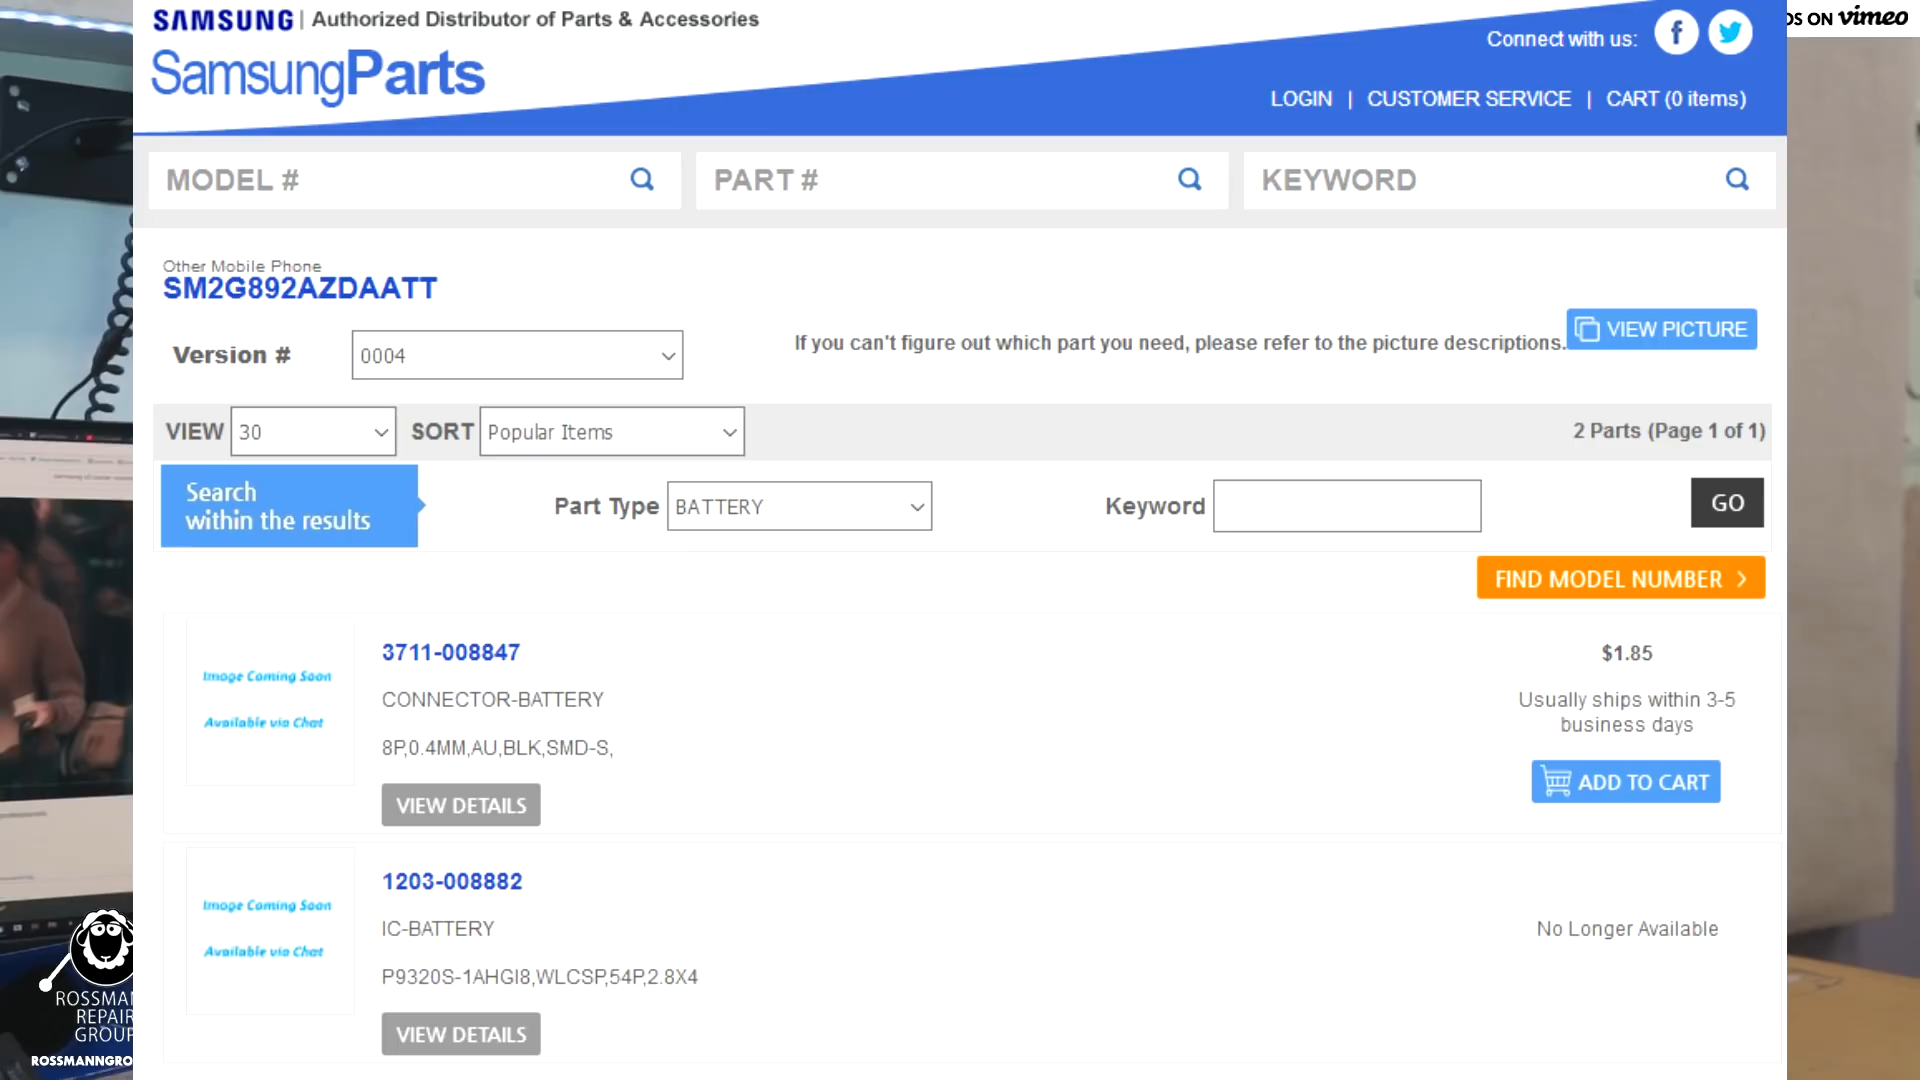 SAMSUNG | Authorized Distributor of Parts & Accessories
SamsungParts
Connect with us:
ON vimeo
LOGIN | CUSTOMER SERVICE | CART (0 items)
MODEL #
PART #
KEYWORD
Other Mobile Phone
SM2G892AZDAATT
Version #
0004
If you can't figure out which part you need, please refer to the picture descriptions.
VIEW PICTURE
VIEW
30
SORT
Popular Items
2 Parts (Page 1 of 1)
Search
within the results
Part Type
BATTERY
Keyword
GO
FIND MODEL NUMBER
Image Coming Soon
Available via Chat
3711-008847
CONNECTOR-BATTERY
8P,0.4MM,AU,BLK,SMD-S,
VIEW DETAILS
$1.85
Usually ships within 3-5
business days
ADD TO CART
Image Coming Soon
Available via Chat
1203-008882
IC-BATTERY
P9320S-1AHGI8,WLCSP,54P,2.8X4
VIEW DETAILS
No Longer Available
ROSSMA
REPAIR
GROUP
ROSSMANNGRO